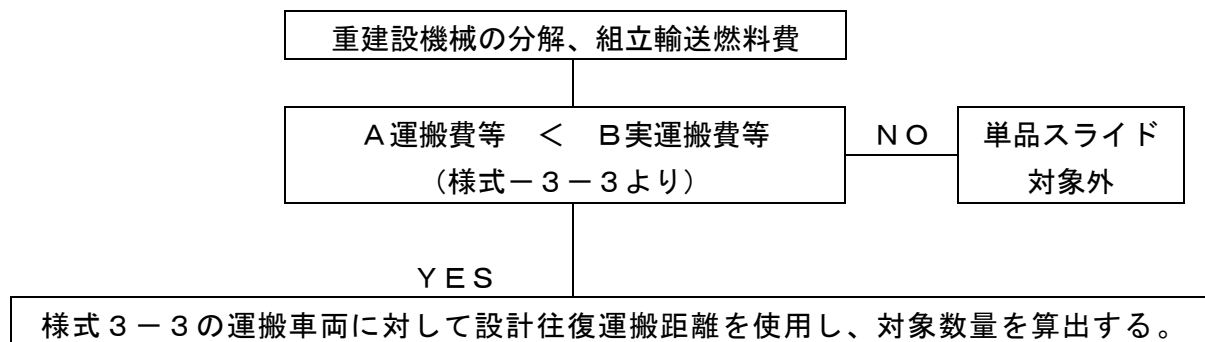 重建設機械の分解、組立輸送燃料費
A運搬費等　＜　B実運搬費等
（様式－３－３より）
ＮＯ
単品スライド
対象外
ＹＥＳ
様式３－３の運搬車両に対して設計往復運搬距離を使用し、対象数量を算出する。